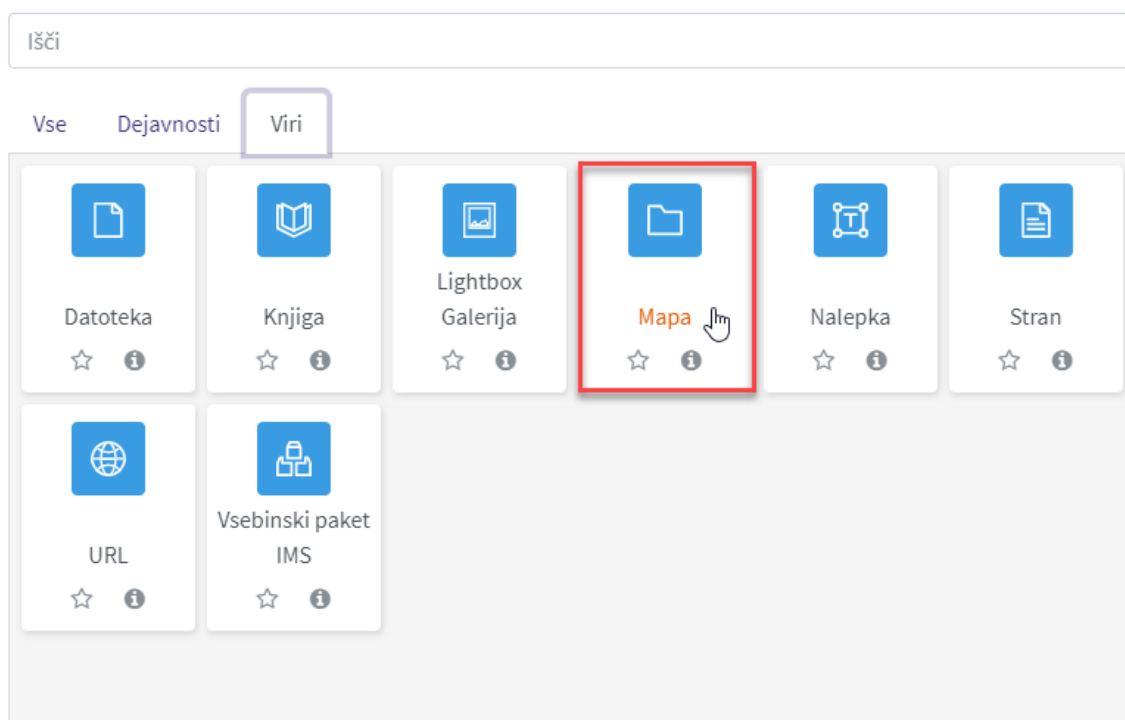 Išči
Vse Dejavnosti Viri
Datoteka
Knjiga
Lightbox
Galerija
Mapa
Nalepka
Stran
URL
Vsebinski paket
IMS